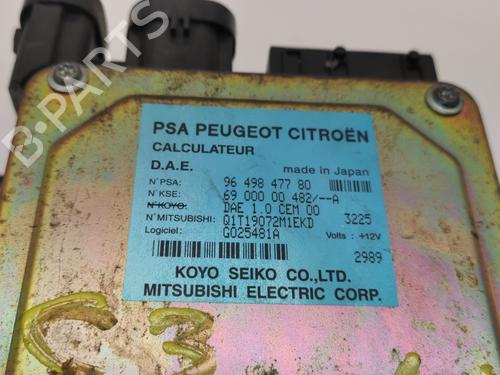 PSA PEUGEOT CITROËN
CALCULATEUR
D.A.E. made in Japan
N°PSA: 96 498 477 80
N°KSE: 69 000 00 482/--A
N°KOYO: DAE 1.0 CEM 00
N°MITSUBISHI: Q1T19072M1EKD 3225
Logiciel: G025481A Volts : +12V
2989
KOYO SEIKO CO.,LTD.
MITSUBISHI ELECTRIC CORP.
B-PARTS
C3